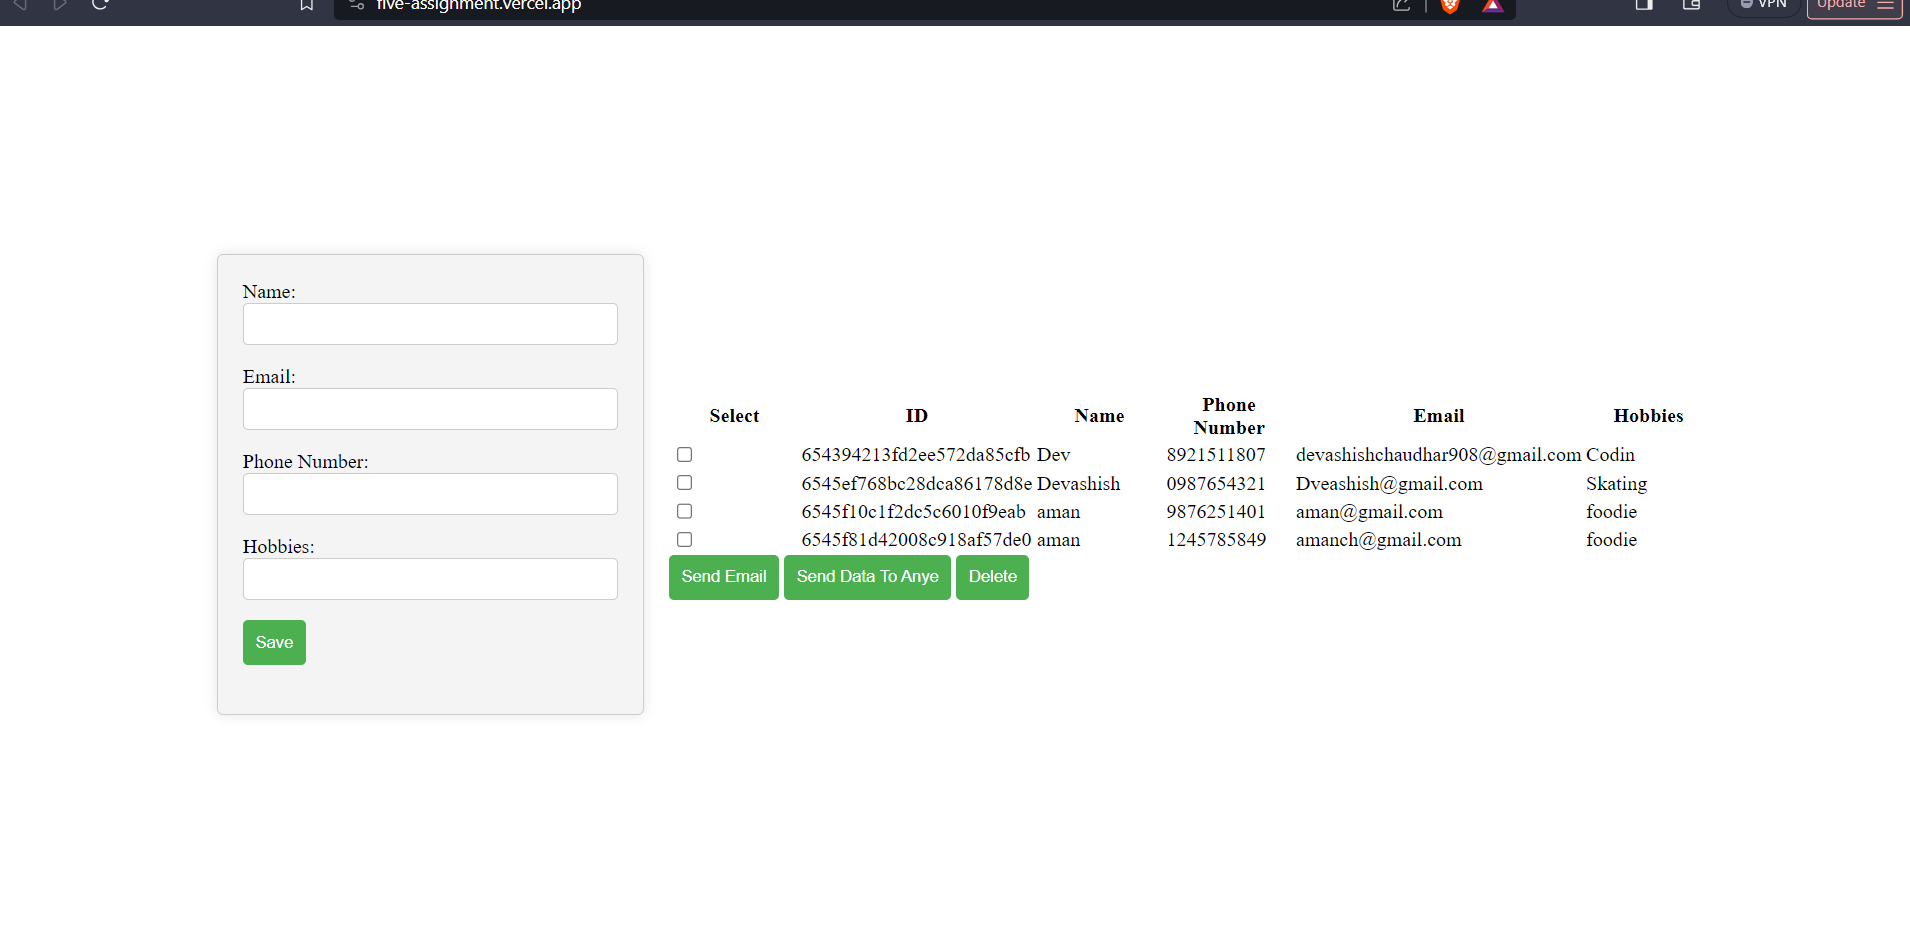 five-assignment.vercel.app
VPN
Update
Name:
Email:
Phone Number:
Hobbies:
Save
Select ID Name Phone Number Email Hobbies
654394213fd2ee572da85cfb Dev 8921511807 devashishchaudhar908@gmail.com Codin
6545ef768bc28dca86178d8e Devashish 0987654321 Dveashish@gmail.com Skating
6545f10c1f2dc5c6010f9eab aman 9876251401 aman@gmail.com foodie
6545f81d42008c918af57de0 aman 1245785849 amanch@gmail.com foodie
Send Email Send Data To Anye Delete